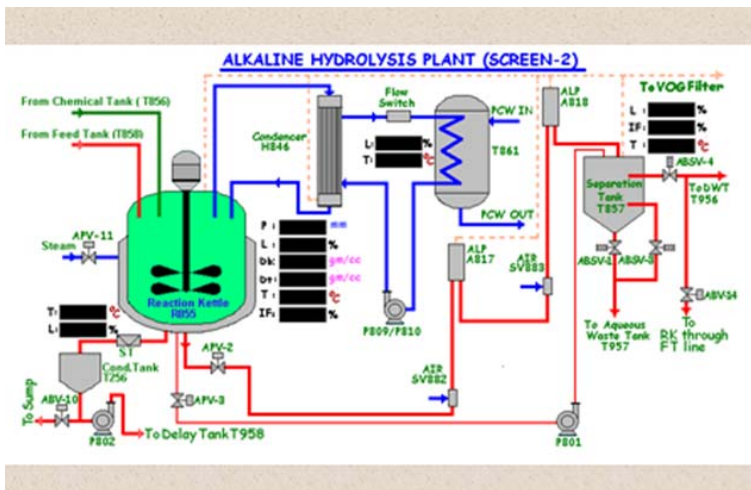 ALKALINE HYDROLYSIS PLANT (SCREEN-2)
From Chemical Tank (T856)
From Feed Tank (T858)
Condencer
H846
Flow
Switch
L: %
T: °C
PCW IN
T861
PCW OUT
ALP
A818
To VOG Filter
L : %
IF: %
T : °C
ABSV-4
To DWT
T956
Separation
Tank
T857
ABSV-1
ABSV-3
ABV-14
To Aqueous
Waste Tank
T957
To
RK through
FT line
APV-11
Steam
Reaction Kettle
R855
P : mm
L : %
Dk: gm/cc
Dt: gm/cc
T : °C
IF: %
ALP
A817
AIR
SV883
P809/P810
T: °C
L: %
ST
Cond.Tank
T256
APV-2
APV-3
AIR
SV882
ABV-10
To Sump
P802
To Delay Tank T958
P801